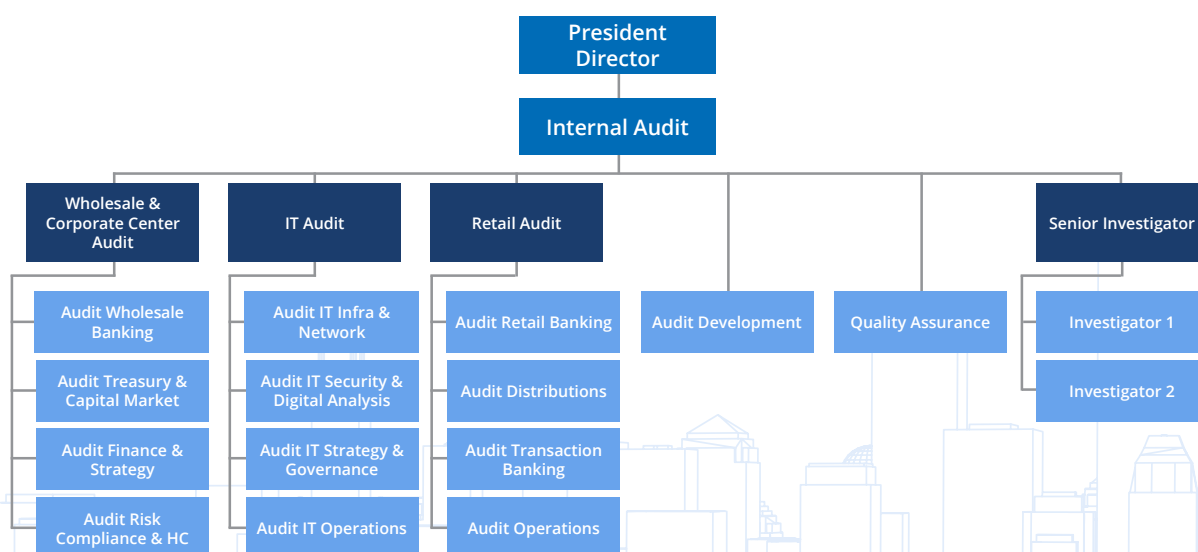 President
Director
Internal Audit
Wholesale &
Corporate Center
Audit
IT Audit
Retail Audit
Senior Investigator
Audit Wholesale
Banking
Audit IT Infra &
Network
Audit Retail Banking
Audit Development
Quality Assurance
Investigator 1
Audit Treasury &
Capital Market
Audit IT Security &
Digital Analysis
Audit Distributions
Investigator 2
Audit Finance &
Strategy
Audit IT Strategy &
Governance
Audit Transaction
Banking
Audit Risk
Compliance & HC
Audit IT Operations
Audit Operations